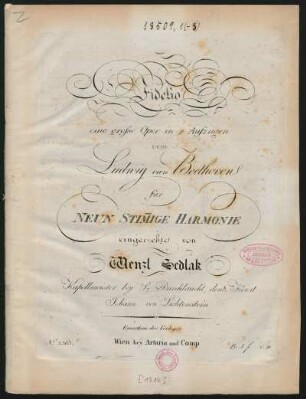 Fidelio
eine große Oper in 2 Aufzügen
von
Ludwig van Beethoven
für
NEUN STIMIGE HARMONIE
eingerichtet von
Wenzl Sedlak
Kapellmeister bey Sr Durchlaucht dem Fürst
Johann von Lichtenstein
Eigenthum der Verleger
Wien bey Artaria und Comp